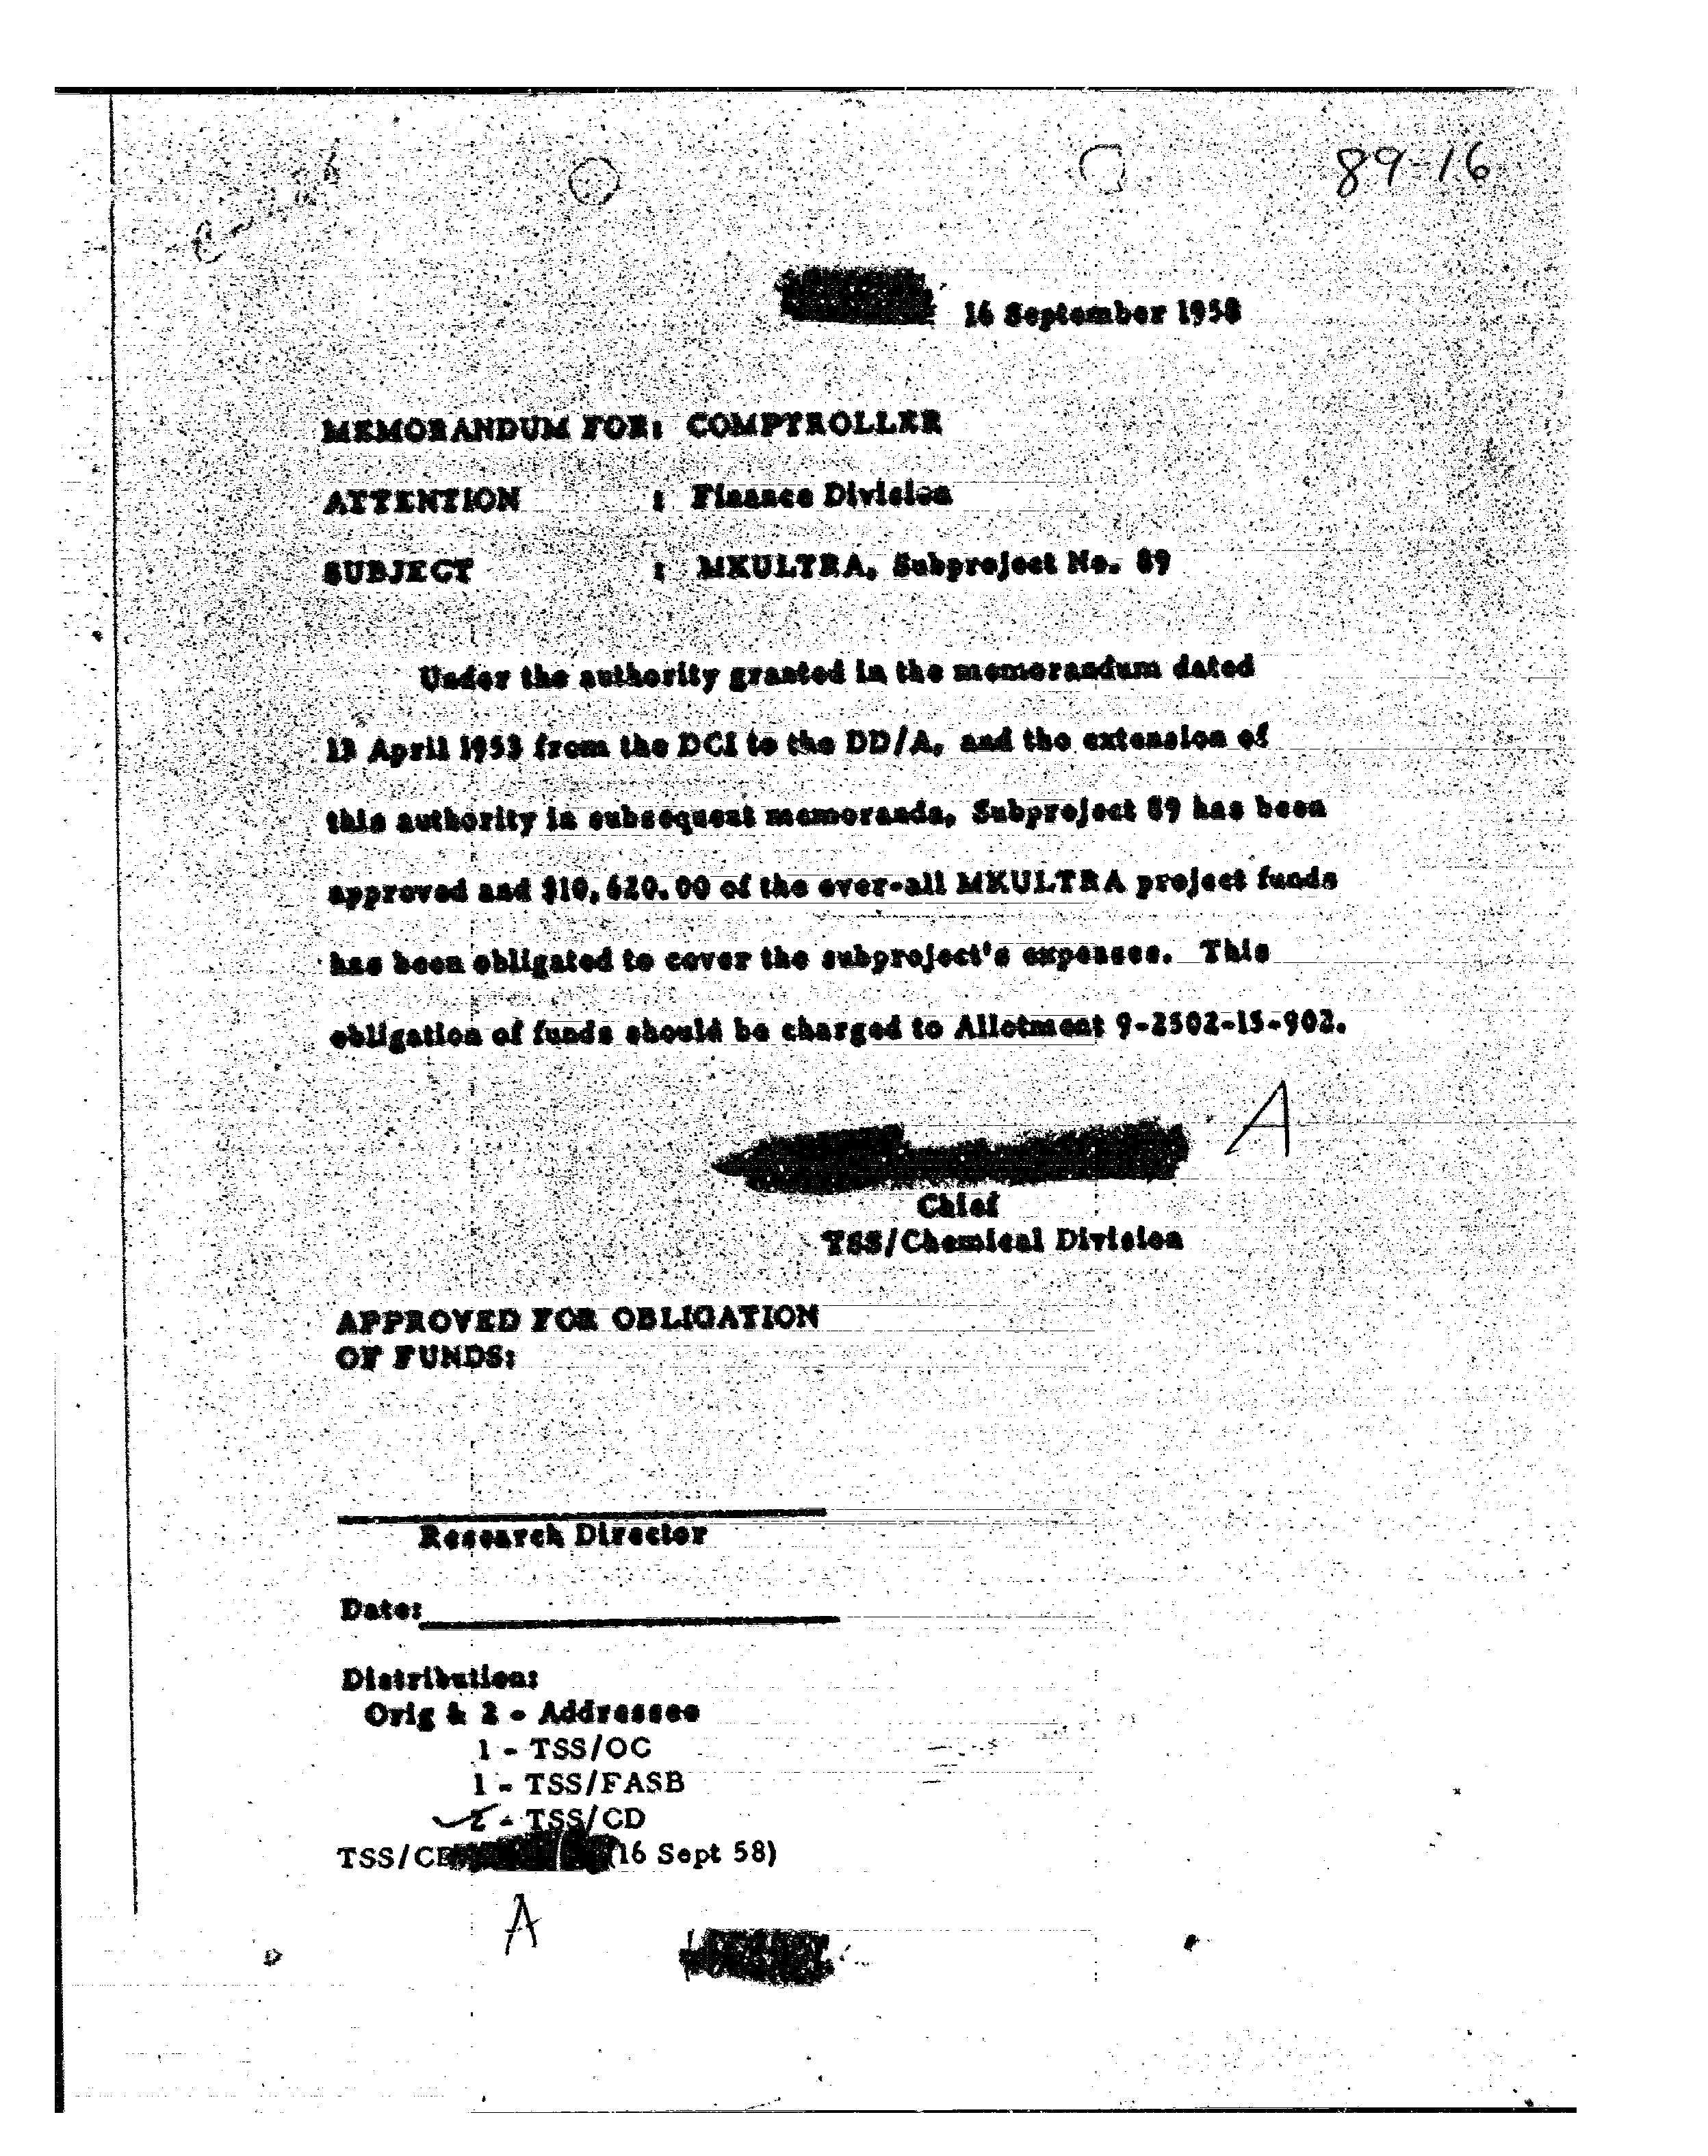 89-16
16 September 1958
MEMORANDUM FOR: COMPTROLLER
ATTENTION : Finance Division
SUBJECT : MKULTRA, Subproject No. 89
Under the authority granted in the memorandum dated
13 April 1953 from the DCI to the DD/A, and the extension of
this authority in subsequent memoranda, Subproject 89 has been
approved and $10,620.00 of the over-all MKULTRA project funds
has been obligated to cover the subproject's expenses. This
obligation of funds should be charged to Allotment 9-2502-15-902.
A
Chief
TSS/Chemical Division
APPROVED FOR OBLIGATION
OF FUNDS:
Research Director
Date:
Distribution:
Orig & 2 - Addressee
1 - TSS/OC
1 - TSS/FASB
2 - TSS/CD
TSS/CD (16 Sept 58)
A